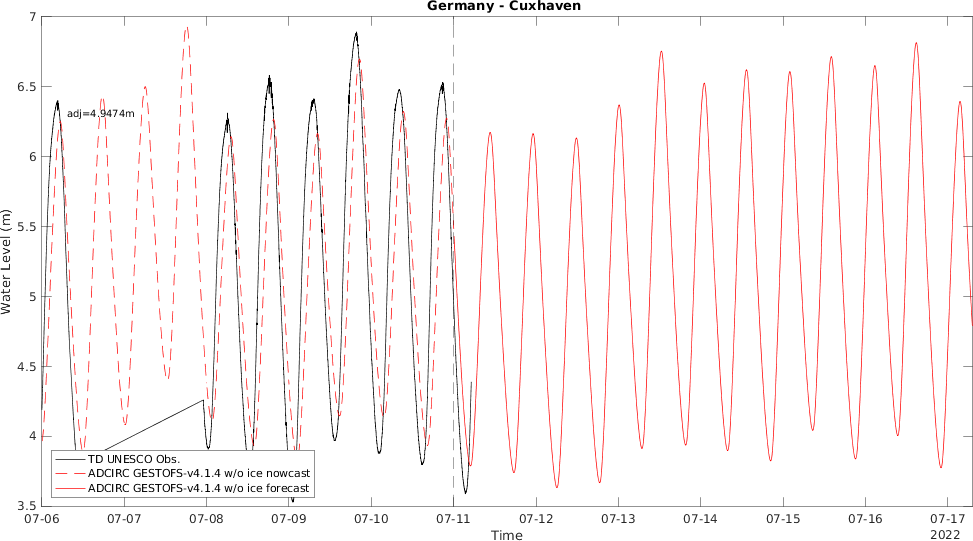 Germany - Cuxhaven
7
6.5
6
5.5
5
4.5
4
3.5
Water Level (m)
adj=4.9474m
TD UNESCO Obs.
ADCIRC GESTOFS-v4.1.4 w/o ice nowcast
ADCIRC GESTOFS-v4.1.4 w/o ice forecast
07-06 07-07 07-08 07-09 07-10 07-11 07-12 07-13 07-14 07-15 07-16 07-17
Time
2022